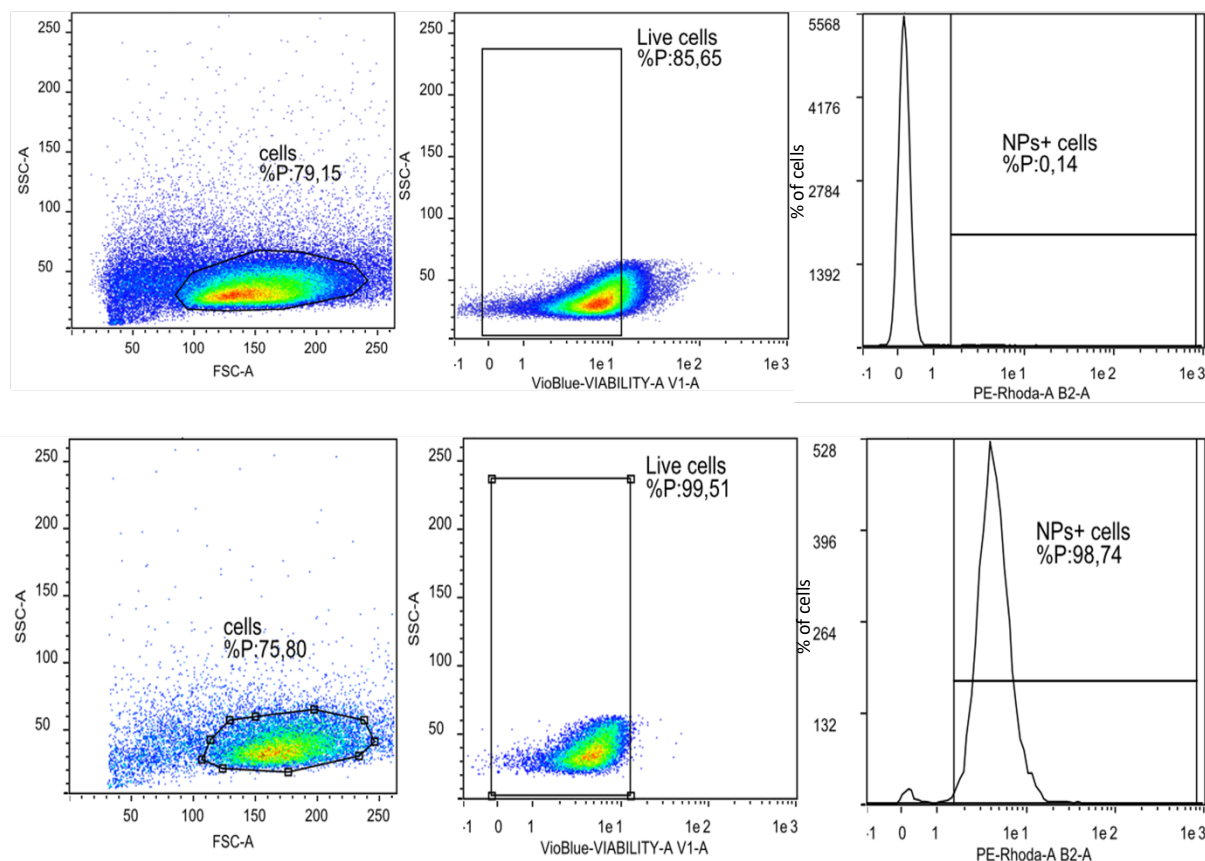 250
200
150
100
50
0
SSC-A
cells
%P:79,15
50
100
150
200
250
FSC-A
250
200
150
100
50
0
SSC-A
Live cells
%P:85,65
-1
0
1
1e1
1e2
1e3
VioBlue-VIABILITY-A V1-A
5568
4176
2784
1392
% of cells
NPs+ cells
%P:0,14
-1
0
1
1e1
1e2
1e3
PE-Rhoda-A B2-A
250
200
150
100
50
0
SSC-A
cells
%P:75,80
50
100
150
200
250
FSC-A
250
200
150
100
50
0
SSC-A
Live cells
%P:99,51
-1
0
1
1e1
1e2
1e3
VioBlue-VIABILITY-A V1-A
528
396
264
132
% of cells
NPs+ cells
%P:98,74
-1
0
1
1e1
1e2
1e3
PE-Rhoda-A B2-A